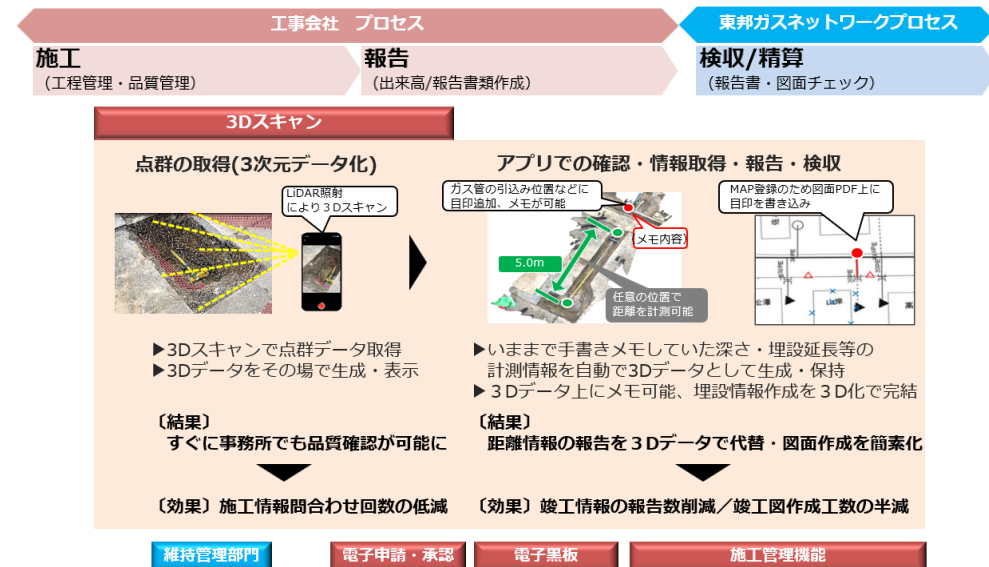 工事会社　プロセス
東邦ガスネットワークプロセス
施工
（工程管理・品質管理）
報告
（出来高/報告書類作成）
検収/精算
（報告書・図面チェック）
3Dスキャン
点群の取得(3次元データ化)
アプリでの確認・情報取得・報告・検収
LiDAR照射
により３Dスキャン
ガス管の引込み位置などに
目印追加、メモが可能
(メモ内容)
5.0m
任意の位置で
距離を計測可能
MAP登録のため図面PDF上に
目印を書き込み
山岸
高
▶3Dスキャンで点群データ取得
▶3Dデータをその場で生成・表示
▶いままで手書きメモしていた深さ・埋設延長等の
計測情報を自動で3Dデータとして生成・保持
▶３Dデータ上にメモ可能、埋設情報作成を３D化で完結
〔結果〕
すぐに事務所でも品質確認が可能に
〔結果〕
距離情報の報告を３Dデータで代替・図面作成を簡素化
〔効果〕施工情報問合わせ回数の低減
〔効果〕竣工情報の報告数削減／竣工図作成工数の半減
維持管理部門
電子申請・承認
電子黒板
施工管理機能